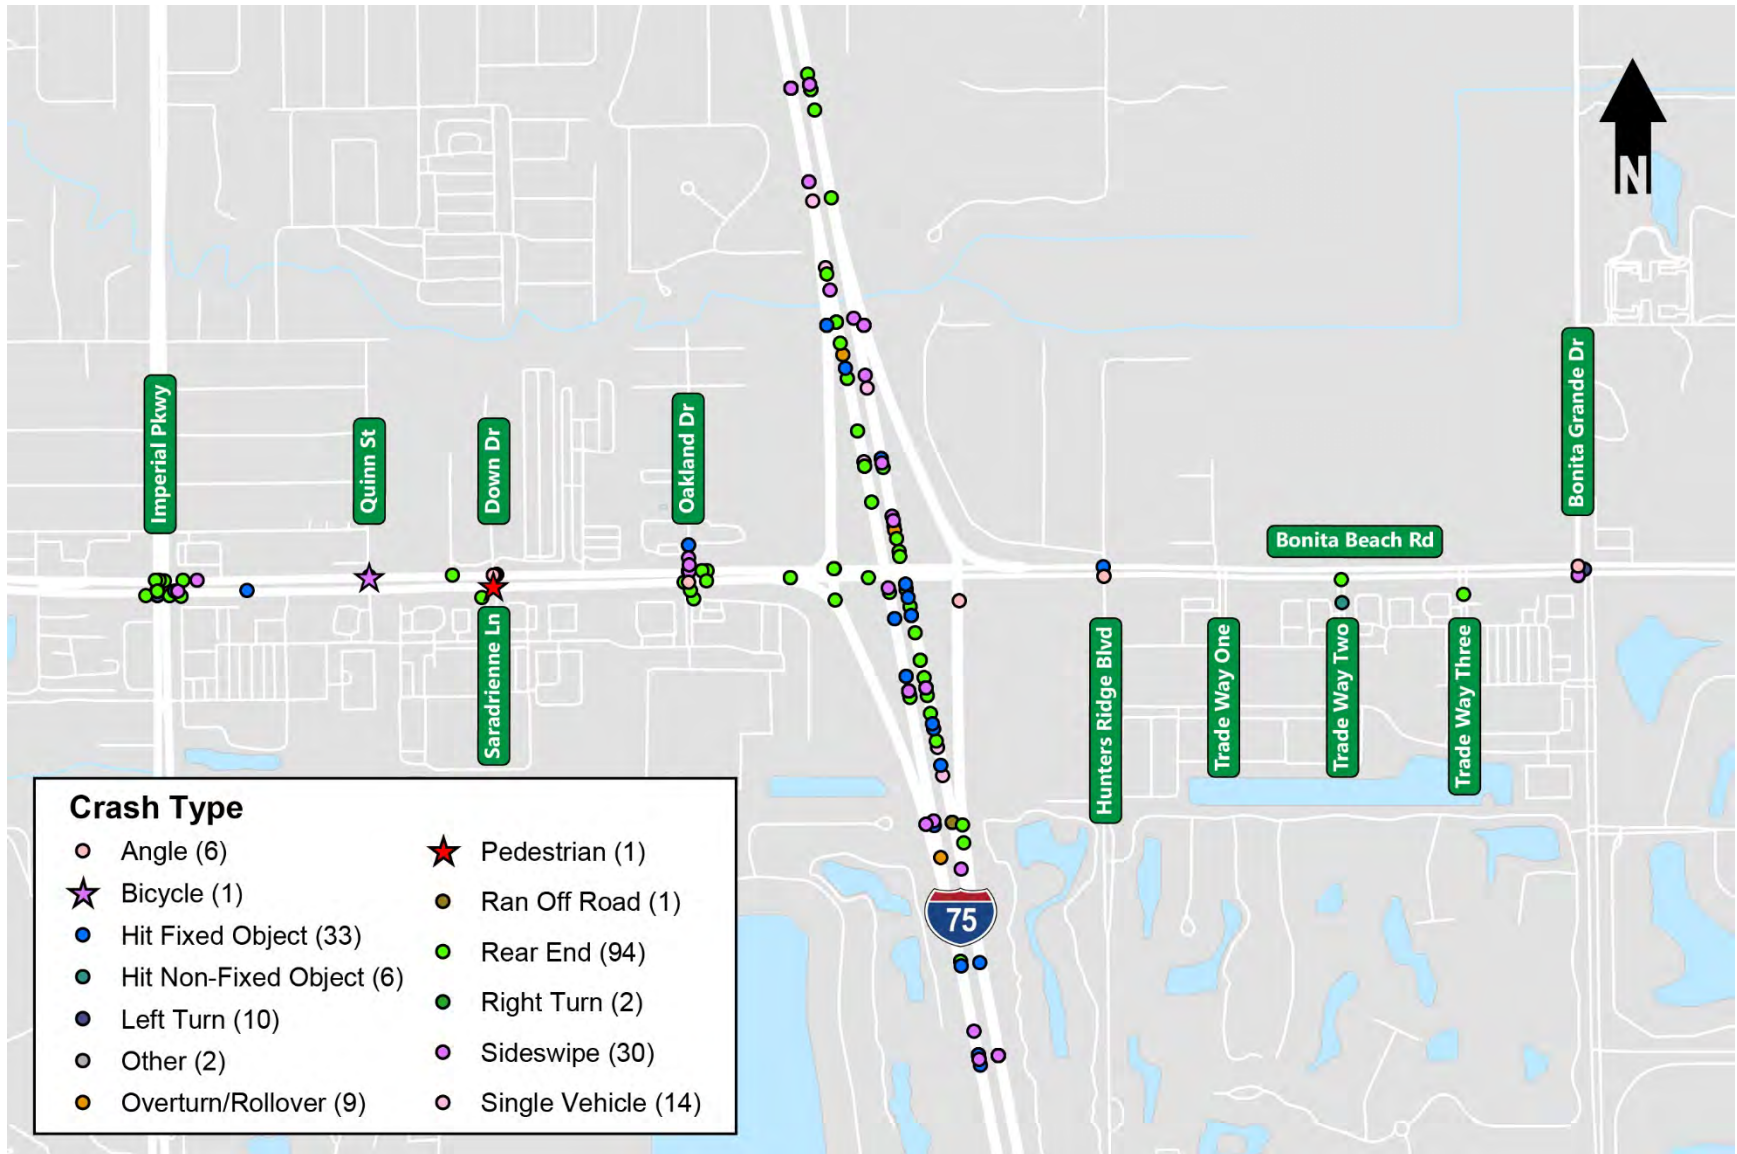 N
Imperial Pkwy
Quinn St
Down Dr
Oakland Dr
Bonita Grande Dr
Bonita Beach Rd
Saradrienne Ln
Hunters Ridge Blvd
Trade Way One
Trade Way Two
Trade Way Three
75
Crash Type
Angle (6)
Bicycle (1)
Hit Fixed Object (33)
Hit Non-Fixed Object (6)
Left Turn (10)
Other (2)
Overturn/Rollover (9)
Pedestrian (1)
Ran Off Road (1)
Rear End (94)
Right Turn (2)
Sideswipe (30)
Single Vehicle (14)